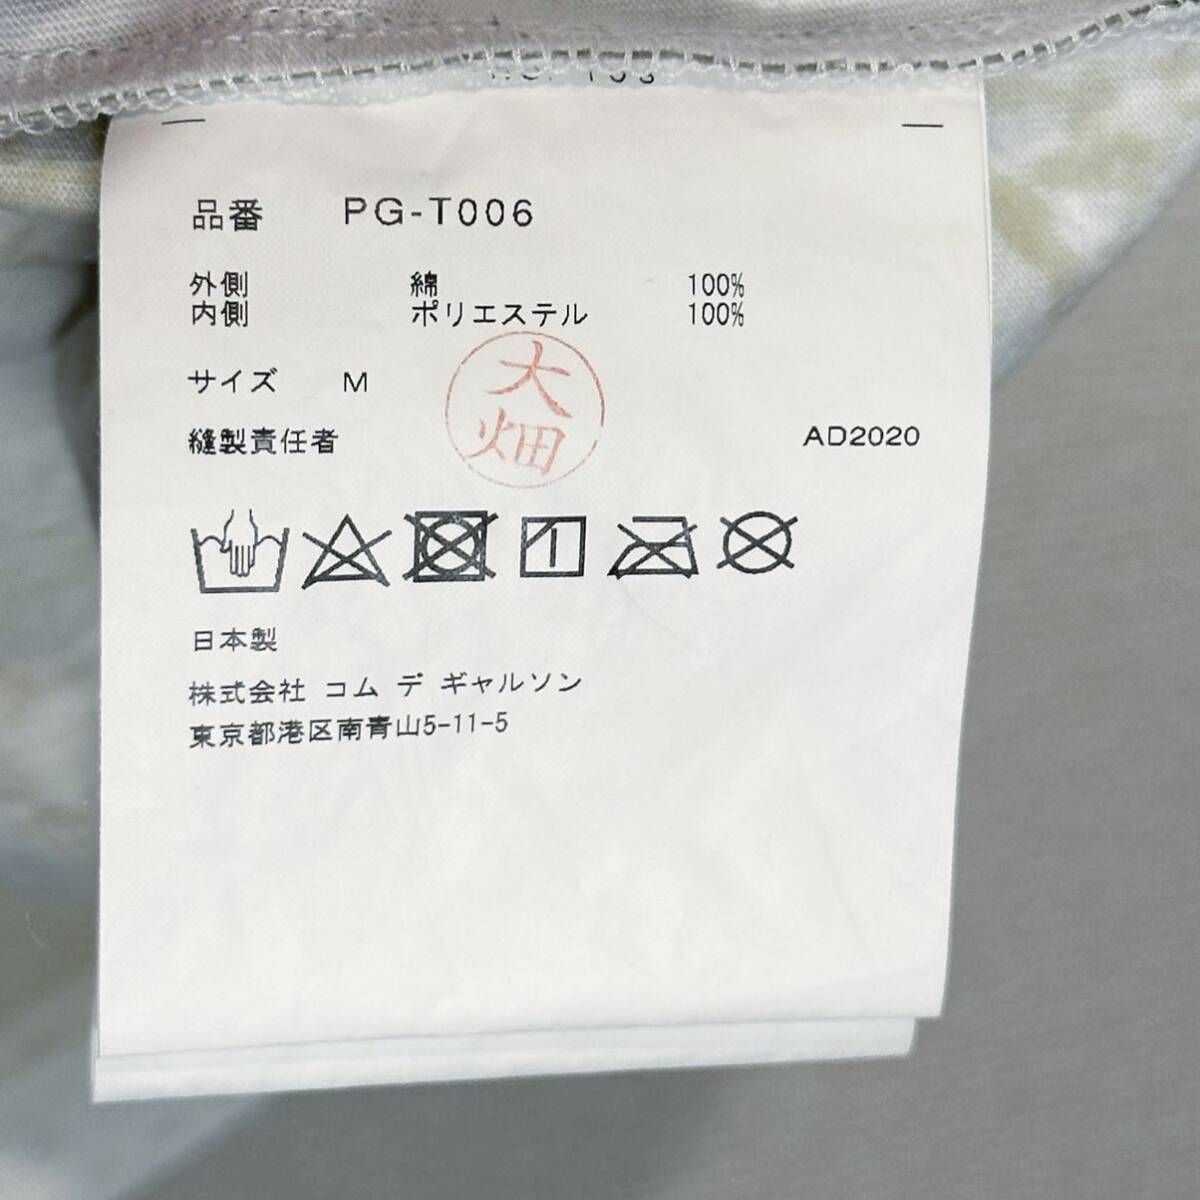 品番 PG-T006
外側 綿 100%
内側 ポリエステル 100%
サイズ M
大畑
縫製責任者 AD2020
日本製
株式会社 コム デ ギャルソン
東京都港区南青山5-11-5